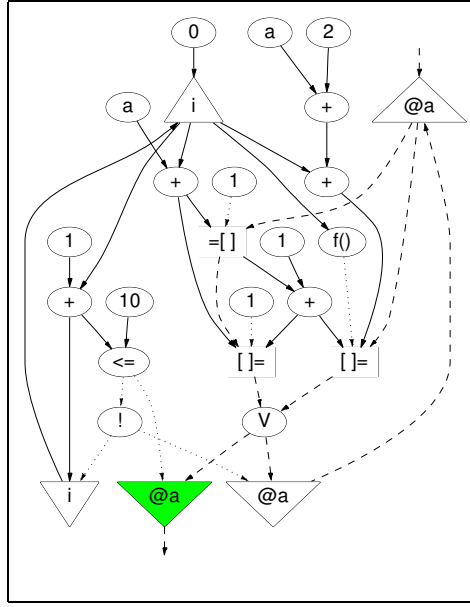 0 a 2
a i + @a
+ 1 +
1 =[ ] 1 f()
+ 10 1 +
<= [ ]= [ ]=
! V
i @a @a